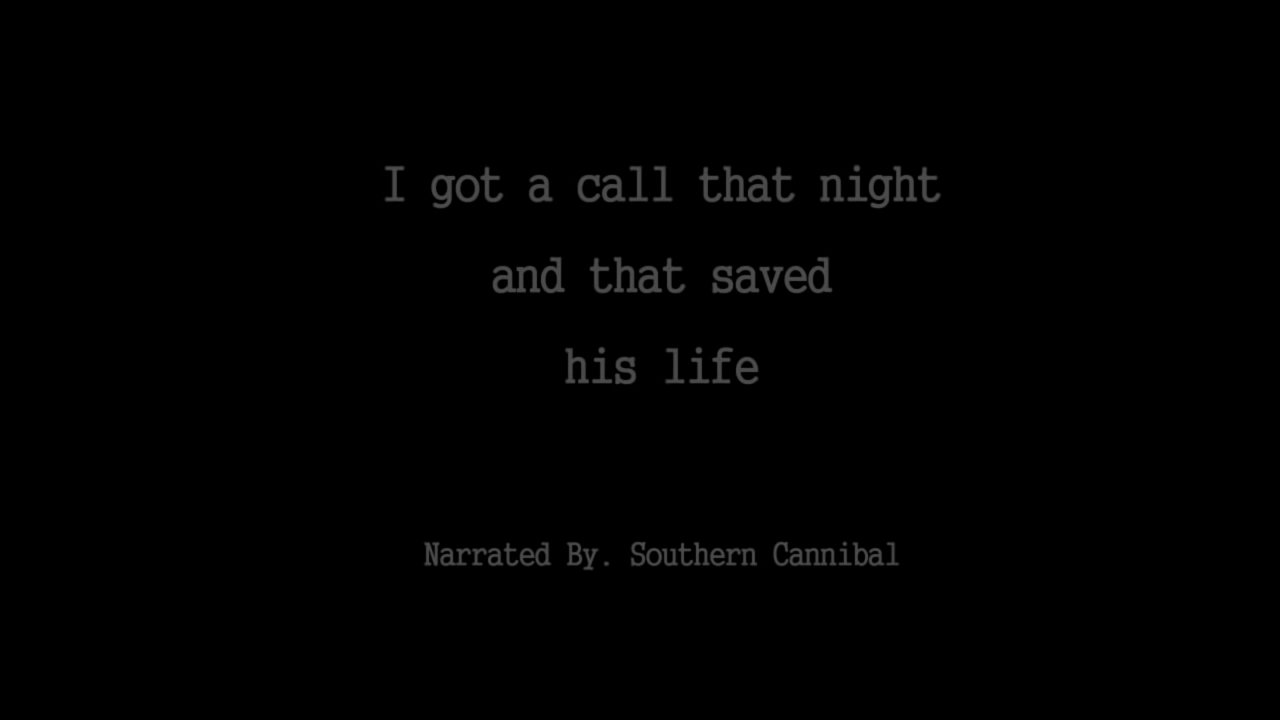 I got a call that night
and that saved
his life
Narrated By. Southern Cannibal